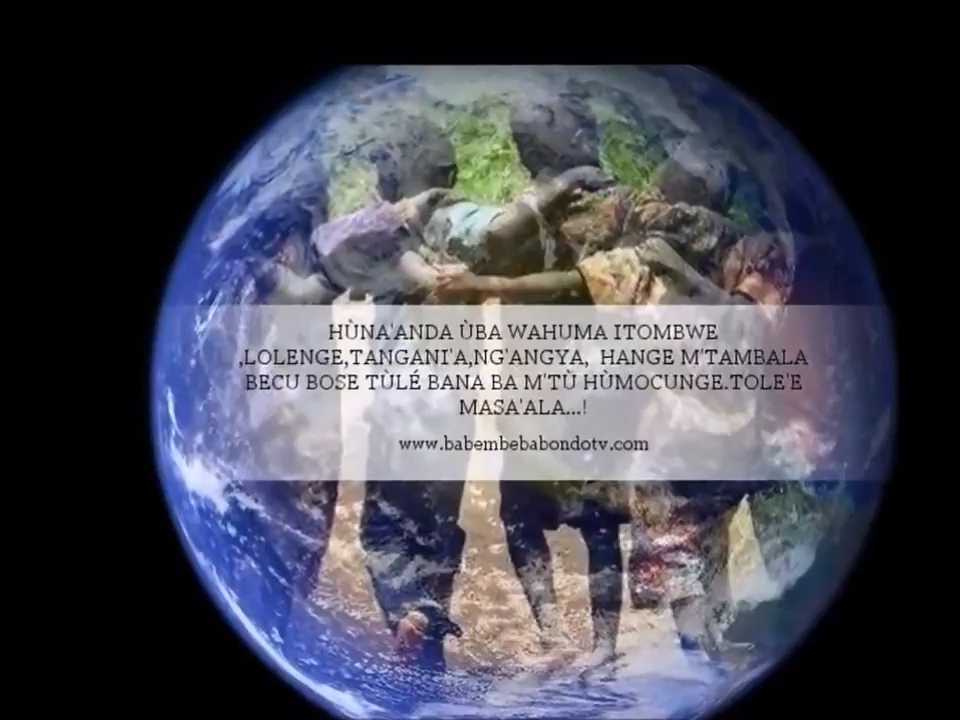 HÙNA'ANDA ÙBA WAHUMA ITOMBWE
,LOLENGE,TANGANI'A,NG'ANGYA, HANGE M'TAMBALA
BECU BOSE TÙLÉ BANA BA M'TÙ HÙMOCUNGE.TOLE'E
MASA'ALA...!
www.babembebabondotv.com